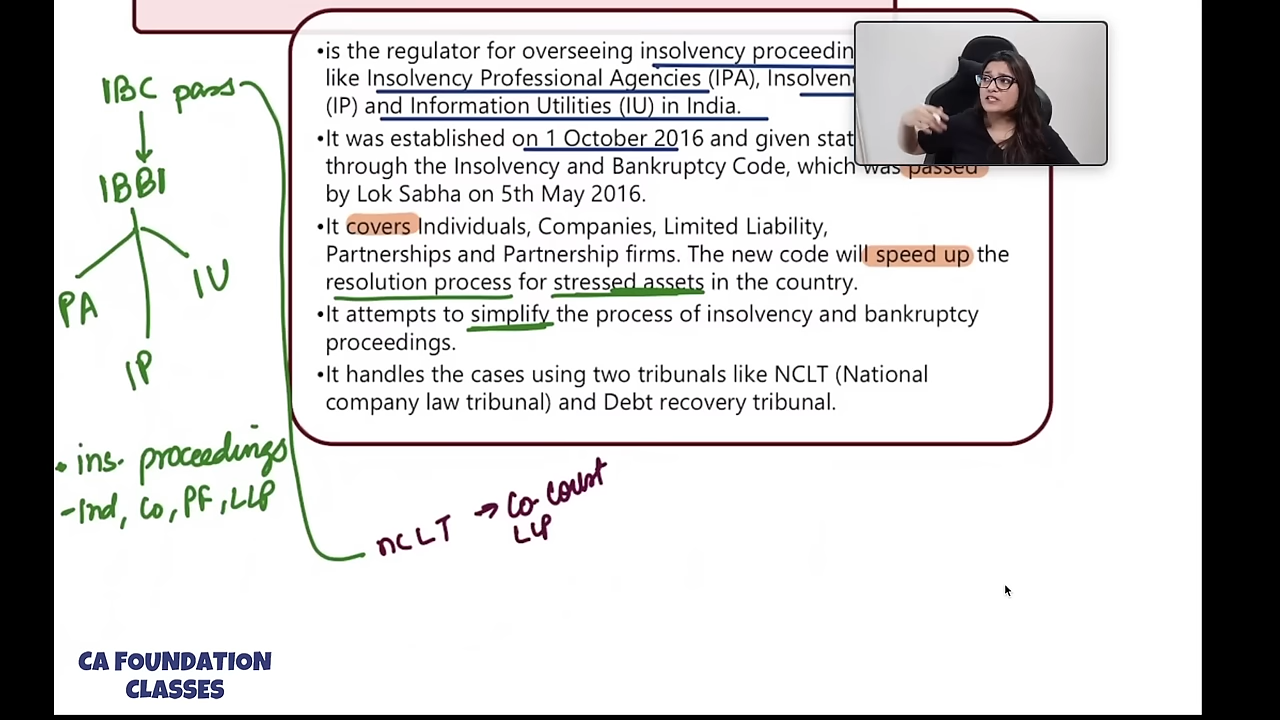 •is the regulator for overseeing insolvency proceedin
like Insolvency Professional Agencies (IPA), Insolven
(IP) and Information Utilities (IU) in India.
•It was established on 1 October 2016 and given stat
through the Insolvency and Bankruptcy Code, which was passed
by Lok Sabha on 5th May 2016.
•It covers Individuals, Companies, Limited Liability,
Partnerships and Partnership firms. The new code will speed up the
resolution process for stressed assets in the country.
•It attempts to simplify the process of insolvency and bankruptcy
proceedings.
•It handles the cases using two tribunals like NCLT (National
company law tribunal) and Debt recovery tribunal.
IBC pass
IBBI
PA
IP
IU
• ins. proceedings
- Ind, Co, PF, LLP
NCLT → Co. Court
LLP
CA FOUNDATION
CLASSES